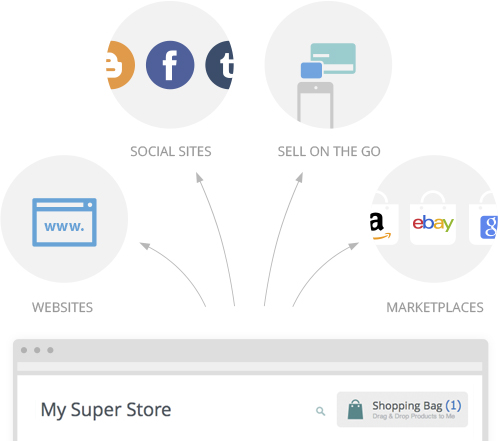 f
t
SOCIAL SITES
SELL ON THE GO
www.
a
ebay
g
WEBSITES
MARKETPLACES
My Super Store
Shopping Bag (1)
Drag & Drop Products to Me